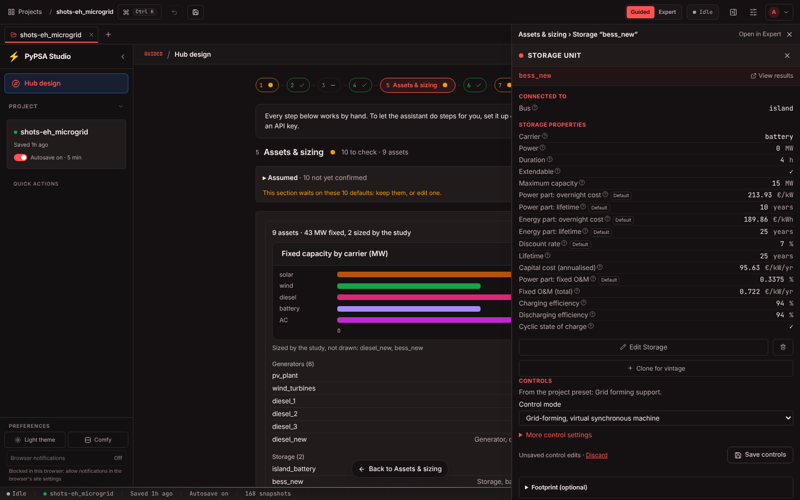 Projects / shots-eh_microgrid Ctrl K
Guided Expert Idle A
shots-eh_microgrid
PyPSA Studio
Hub design
PROJECT
shots-eh_microgrid
Saved 1h ago
Autosave on · 5 min
QUICK ACTIONS
PREFERENCES
Light theme
Comfy
Browser notifications Off
Blocked in this browser: allow notifications in the browser's site settings
GUIDED / Hub design
1 2 3 4 5 Assets & sizing 6 7
Every step below works by hand. To let the assistant do steps for you, set it up
an API key.
5 Assets & sizing 10 to check · 9 assets
Assumed · 10 not yet confirmed
This section waits on these 10 defaults: keep them, or edit one.
9 assets · 43 MW fixed, 2 sized by the study
Fixed capacity by carrier (MW)
solar
wind
diesel
battery
AC
0
Sized by the study, not drawn: diesel_new, bess_new
Generators (6)
pv_plant
wind_turbines
diesel_1
diesel_2
diesel_3
diesel_new Generator,
Storage (2)
island_battery
bess_new Storage,
Back to Assets & sizing
Assets & sizing › Storage “bess_new” Open in Expert
STORAGE UNIT
bess_new View results
CONNECTED TO
Bus island
STORAGE PROPERTIES
Carrier battery
Power 0 MW
Duration 4 h
Extendable ✓
Maximum capacity 15 MW
Power part: overnight cost Default 213.93 €/kW
Power part: lifetime Default 10 years
Energy part: overnight cost Default 189.86 €/kWh
Energy part: lifetime Default 25 years
Discount rate Default 7 %
Lifetime 25 years
Capital cost (annualised) 95.63 €/kW/yr
Power part: fixed O&M Default 0.3375 %
Fixed O&M (total) 0.722 €/kW/yr
Charging efficiency 94 %
Discharging efficiency 94 %
Cyclic state of charge ✓
Edit Storage
+ Clone for vintage
CONTROLS
From the project preset: Grid forming support.
Control mode
Grid-forming, virtual synchronous machine
More control settings
Unsaved control edits · Discard Save controls
Footprint (optional)
Idle shots-eh_microgrid Saved 1h ago Autosave on 168 snapshots